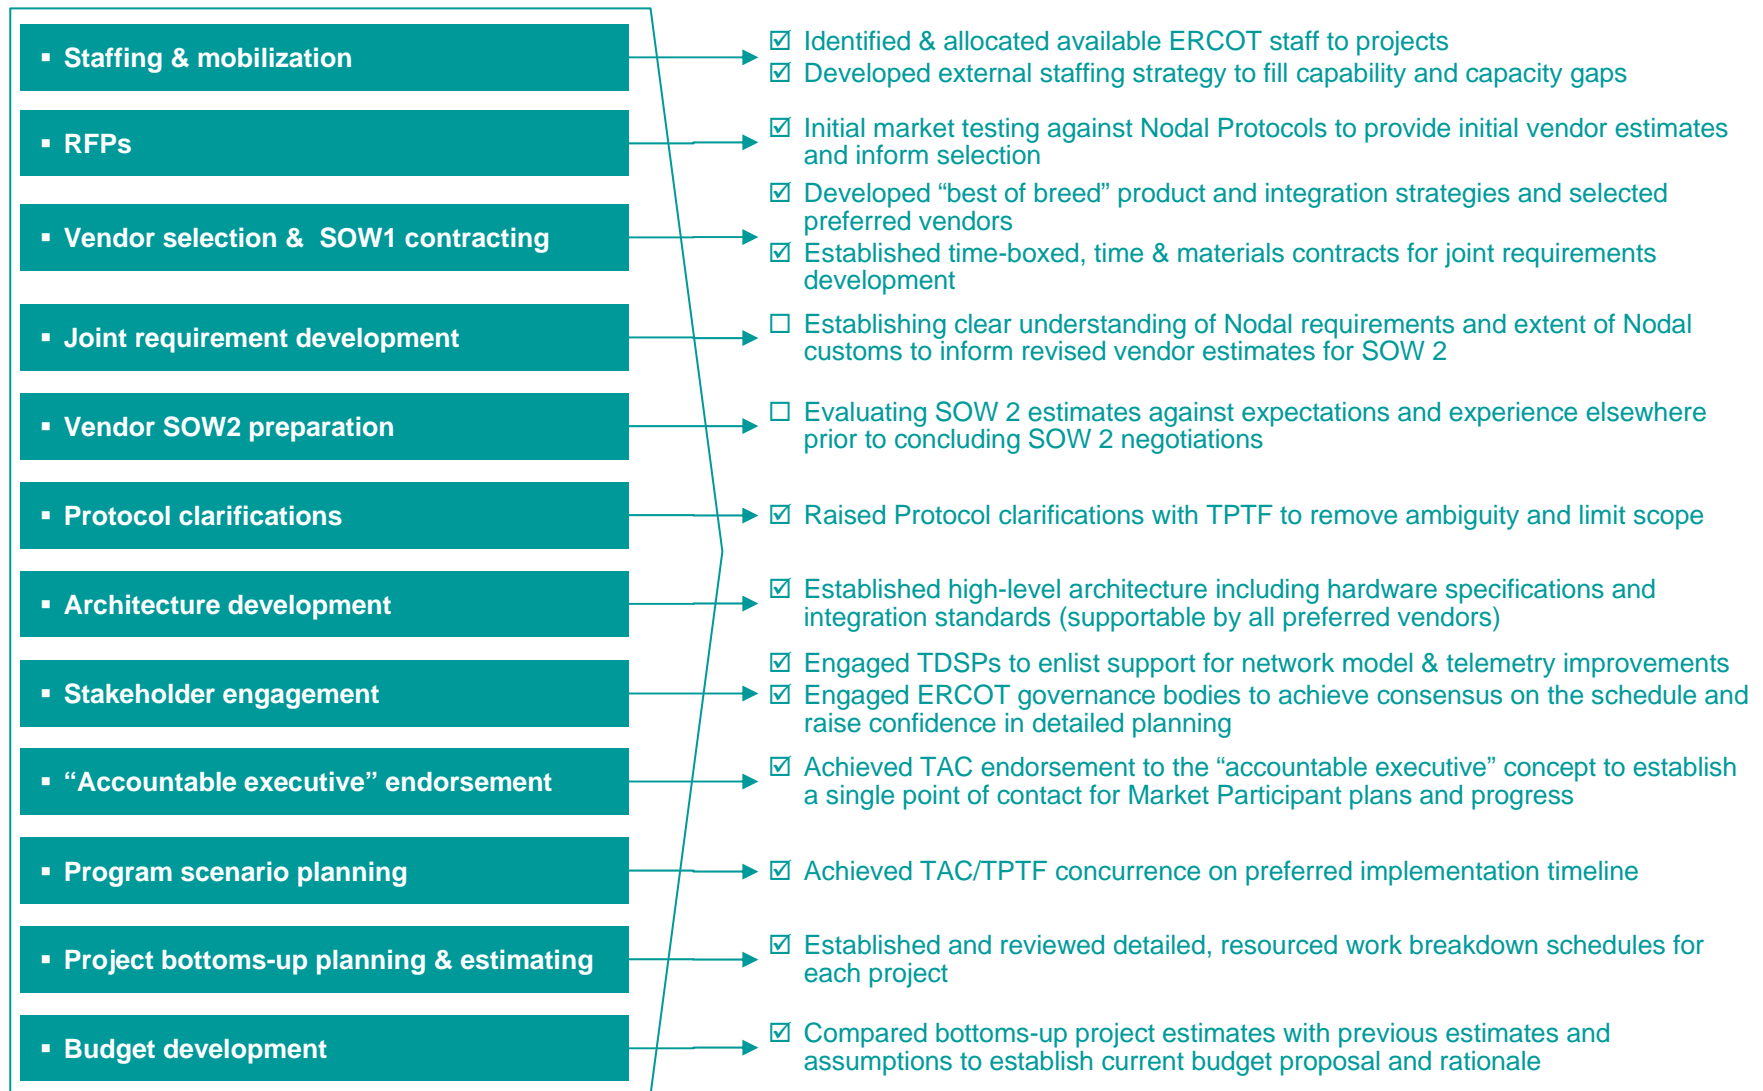 ▪ Staffing & mobilization
☑ Identified & allocated available ERCOT staff to projects
☑ Developed external staffing strategy to fill capability and capacity gaps
▪ RFPs
☑ Initial market testing against Nodal Protocols to provide initial vendor estimates
and inform selection
▪ Vendor selection &  SOW1 contracting
☑ Developed “best of breed” product and integration strategies and selected
preferred vendors
☑ Established time-boxed, time & materials contracts for joint requirements
development
▪ Joint requirement development
☐ Establishing clear understanding of Nodal requirements and extent of Nodal
customs to inform revised vendor estimates for SOW 2
▪ Vendor SOW2 preparation
☐ Evaluating SOW 2 estimates against expectations and experience elsewhere
prior to concluding SOW 2 negotiations
▪ Protocol clarifications
☑ Raised Protocol clarifications with TPTF to remove ambiguity and limit scope
▪ Architecture development
☑ Established high-level architecture including hardware specifications and
integration standards (supportable by all preferred vendors)
▪ Stakeholder engagement
☑ Engaged TDSPs to enlist support for network model & telemetry improvements
☑ Engaged ERCOT governance bodies to achieve consensus on the schedule and
raise confidence in detailed planning
▪ “Accountable executive” endorsement
☑ Achieved TAC endorsement to the “accountable executive” concept to establish
a single point of contact for Market Participant plans and progress
▪ Program scenario planning
☑ Achieved TAC/TPTF concurrence on preferred implementation timeline
▪ Project bottoms-up planning & estimating
☑ Established and reviewed detailed, resourced work breakdown schedules for
each project
▪ Budget development
☑ Compared bottoms-up project estimates with previous estimates and
assumptions to establish current budget proposal and rationale